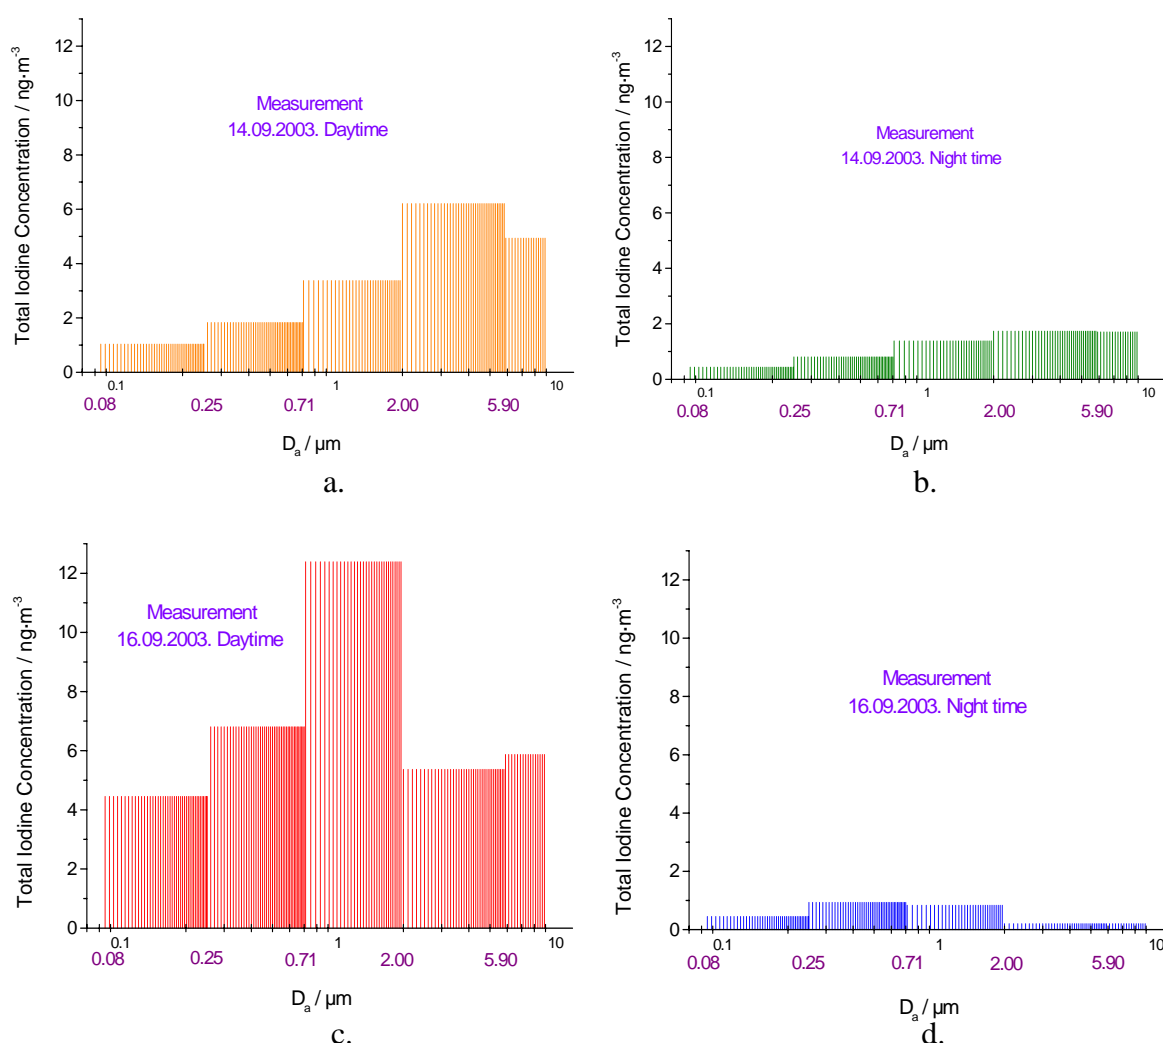 Total Iodine Concentration / ng·m-3
12
10
8
6
4
2
0
Measurement
14.09.2003. Daytime
0.1 1 10
0.08 0.25 0.71 2.00 5.90
Da / µm
a.
Total Iodine Concentration / ng·m-3
12
10
8
6
4
2
0
Measurement
14.09.2003. Night time
0.1 1 10
0.08 0.25 0.71 2.00 5.90
Da / µm
b.
Total Iodine Concentration / ng·m-3
12
10
8
6
4
2
0
Measurement
16.09.2003. Daytime
0.1 1 10
0.08 0.25 0.71 2.00 5.90
Da / µm
c.
Total Iodine Concentration / ng·m-3
12
10
8
6
4
2
0
Measurement
16.09.2003. Night time
0.1 1 10
0.08 0.25 0.71 2.00 5.90
Da / µm
d.